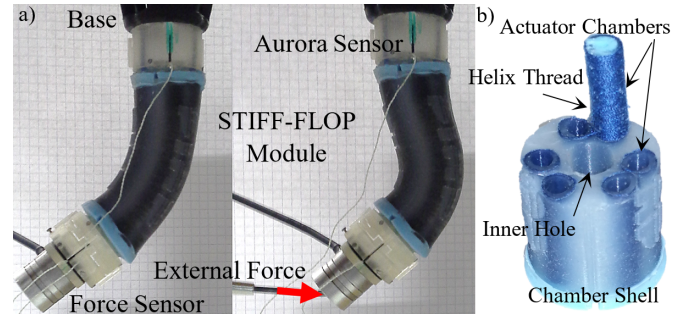 a)
Base
Aurora Sensor
STIFF-FLOP
Module
External Force
Force Sensor
b)
Actuator Chambers
Helix Thread
Inner Hole
Chamber Shell